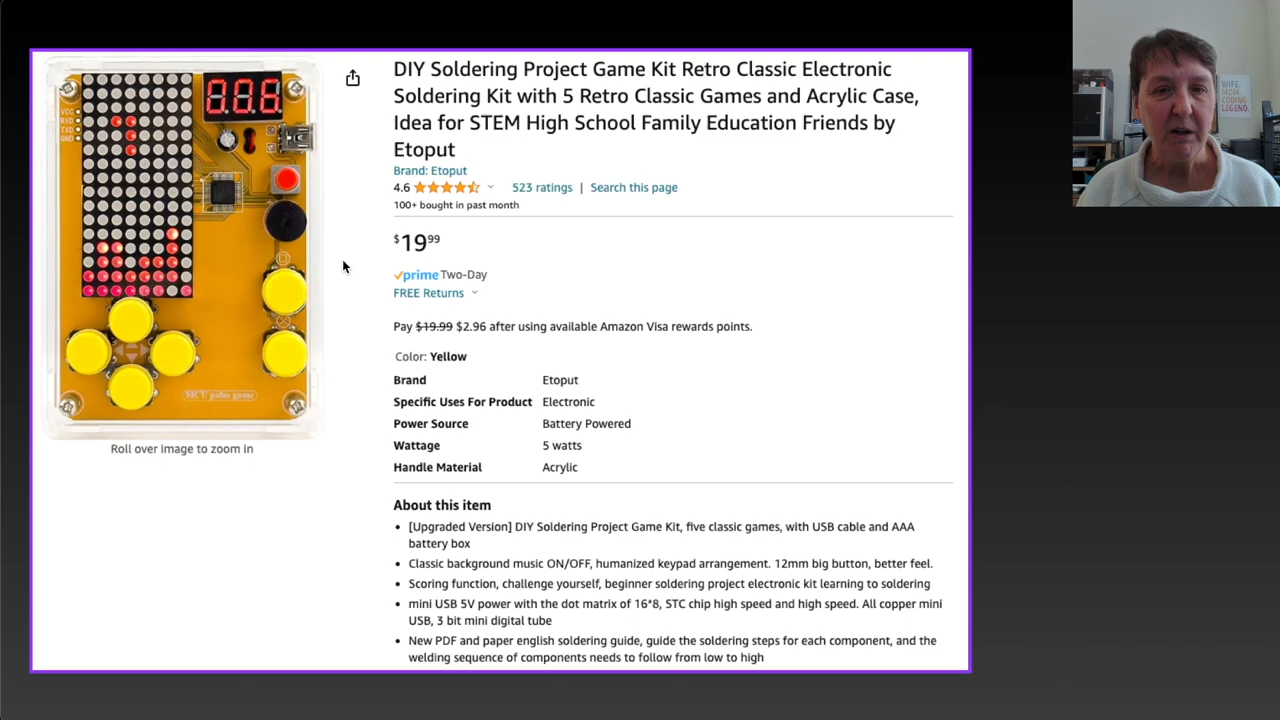 VCC
RXD
TXD
GND
MCU palm game
Roll over image to zoom in
DIY Soldering Project Game Kit Retro Classic Electronic
Soldering Kit with 5 Retro Classic Games and Acrylic Case,
Idea for STEM High School Family Education Friends by
Etoput
Brand: Etoput
4.6 523 ratings | Search this page
100+ bought in past month
$19.99
prime Two-Day
FREE Returns
Pay $19.99 $2.96 after using available Amazon Visa rewards points.
Color: Yellow
Brand Etoput
Specific Uses For Product Electronic
Power Source Battery Powered
Wattage 5 watts
Handle Material Acrylic
About this item
• [Upgraded Version] DIY Soldering Project Game Kit, five classic games, with USB cable and AAA
battery box
• Classic background music ON/OFF, humanized keypad arrangement. 12mm big button, better feel.
• Scoring function, challenge yourself, beginner soldering project electronic kit learning to soldering
• mini USB 5V power with the dot matrix of 16*8, STC chip high speed and high speed. All copper mini
USB, 3 bit mini digital tube
• New PDF and paper english soldering guide, guide the soldering steps for each component, and the
welding sequence of components needs to follow from low to high
WIFE.
MOM.
CODING
LEGEND.